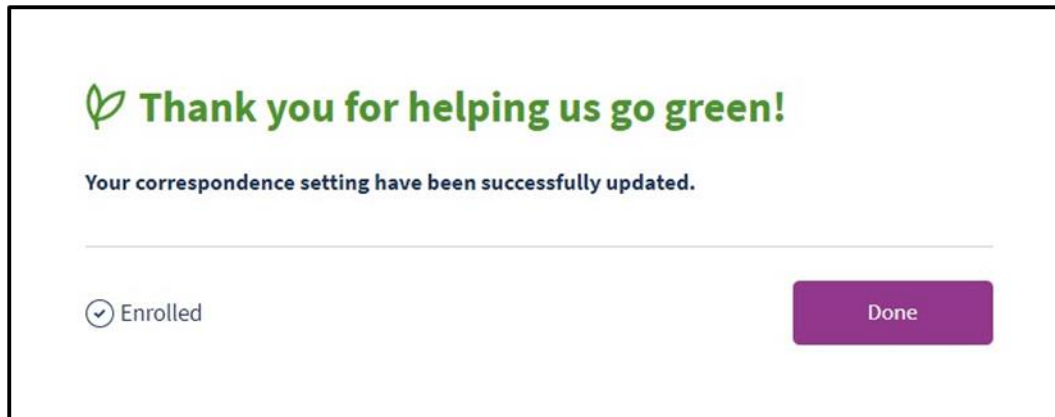 Thank you for helping us go green!
Your correspondence setting have been successfully updated.
Enrolled
Done